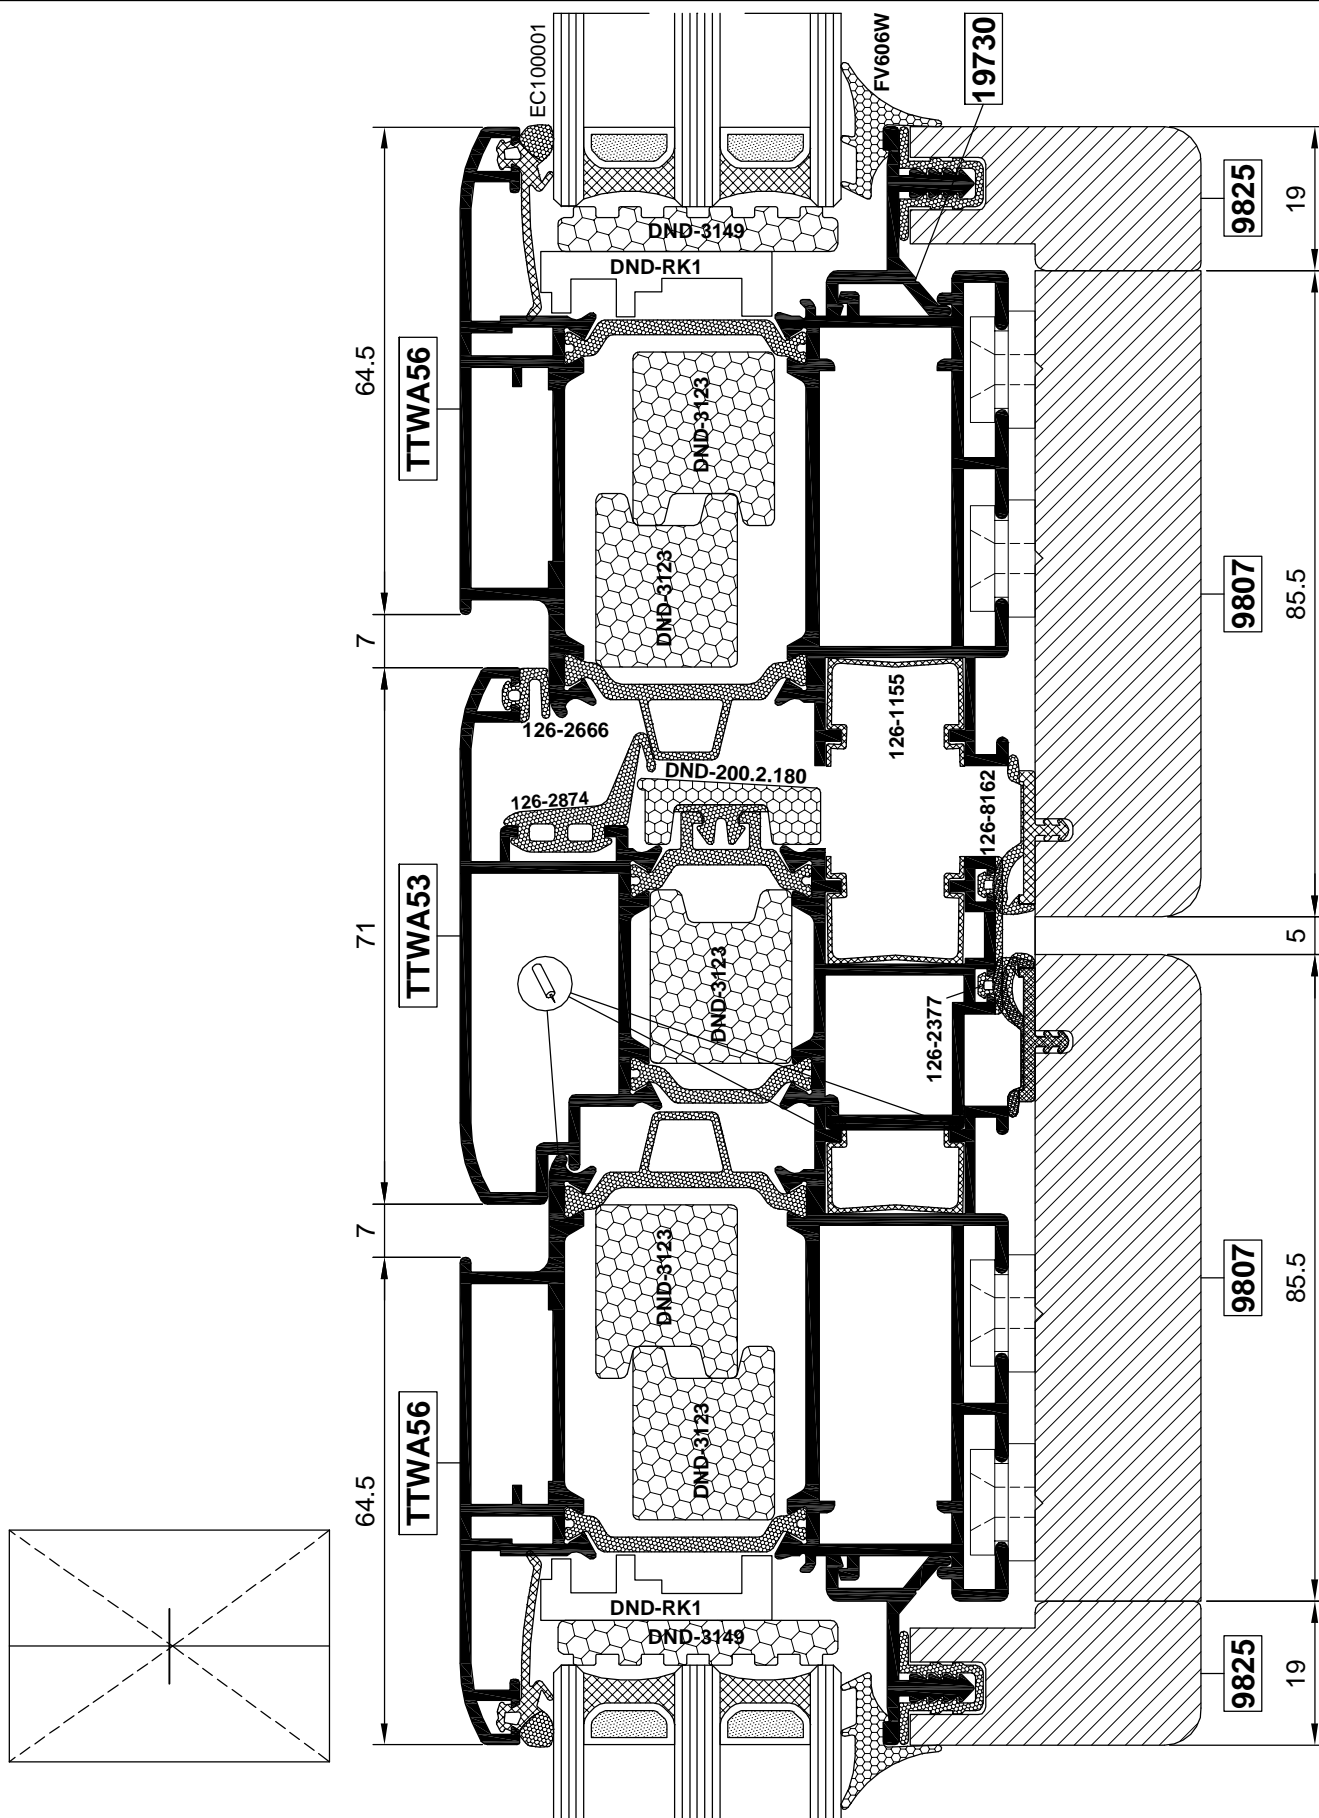 EC100001
FV606W
19730
DND-3149
DND-RK1
9825
19
64.5
TTWA56
DND-3123
DND-3123
9807
85.5
7
126-2666
126-1155
DND-200.2.180
126-2874
126-8162
71
TTWA53
DND-3123
5
126-2377
7
DND-3123
9807
85.5
64.5
TTWA56
DND-3123
DND-RK1
DND-3149
9825
19